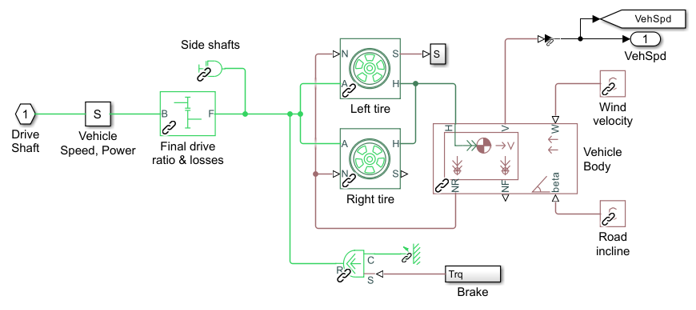 VehSpd
1
VehSpd
Side shafts
N
S
S
A
H
Left tire
1
Drive
Shaft
S
Vehicle
Speed, Power
B
F
Final drive
ratio & losses
A
H
N
S
Right tire
H
V
W
V
NR
NF
beta
Wind
velocity
Vehicle
Body
Road
incline
C
R
S
Trq
Brake